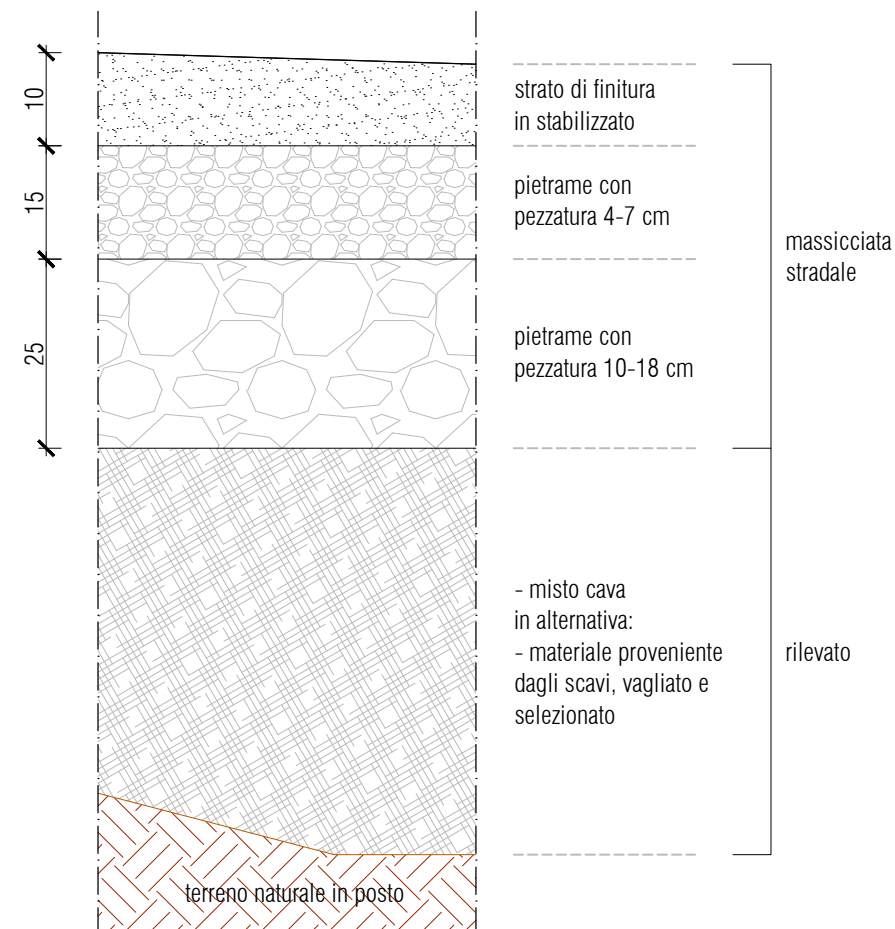 10
15
25
strato di finitura
in stabilizzato
pietrame con
pezzatura 4-7 cm
pietrame con
pezzatura 10-18 cm
massicciata
stradale
- misto cava
in alternativa:
- materiale proveniente
dagli scavi, vagliato e
selezionato
rilevato
terreno naturale in posto